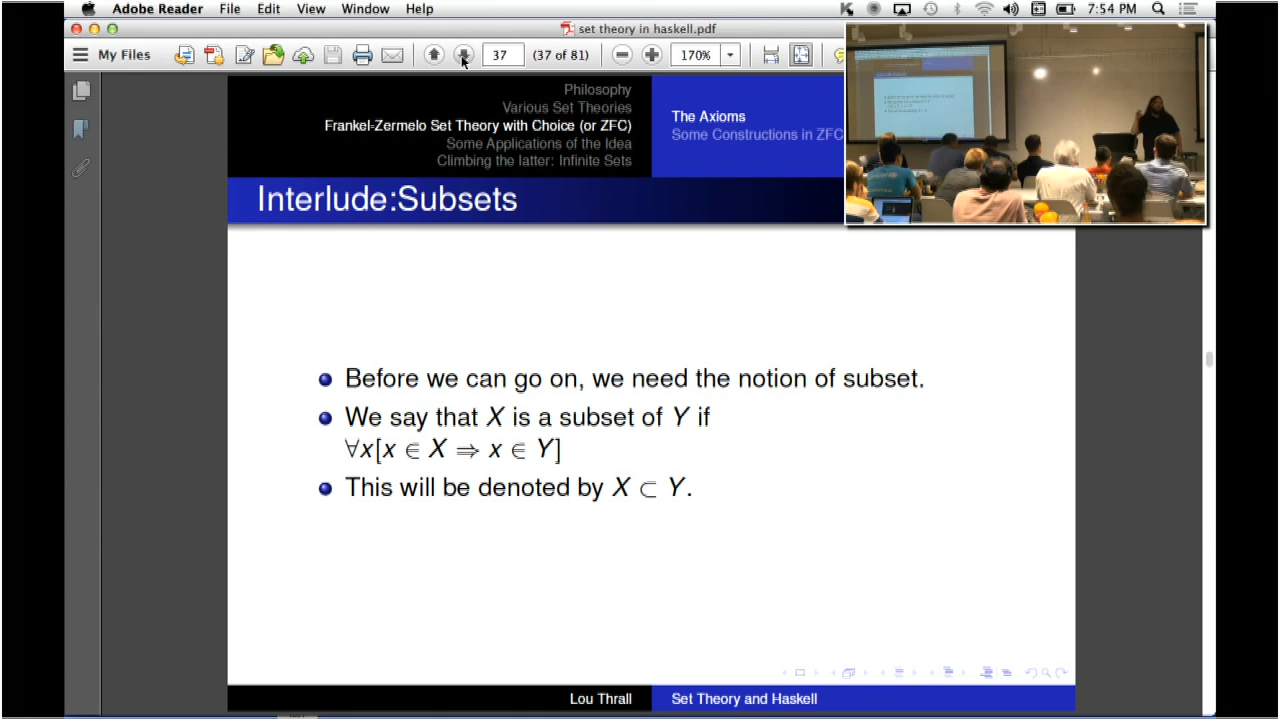 Adobe Reader File Edit View Window Help 7:54 PM
set theory in haskell.pdf
My Files 37 (37 of 81) 170%
Philosophy
Various Set Theories
Frankel-Zermelo Set Theory with Choice (or ZFC)
Some Applications of the Idea
Climbing the latter: Infinite Sets
The Axioms
Some Constructions in ZFC
Interlude:Subsets
Before we can go on, we need the notion of subset.
We say that X is a subset of Y if
∀x[x ∈ X ⇒ x ∈ Y]
This will be denoted by X ⊂ Y.
Lou Thrall Set Theory and Haskell